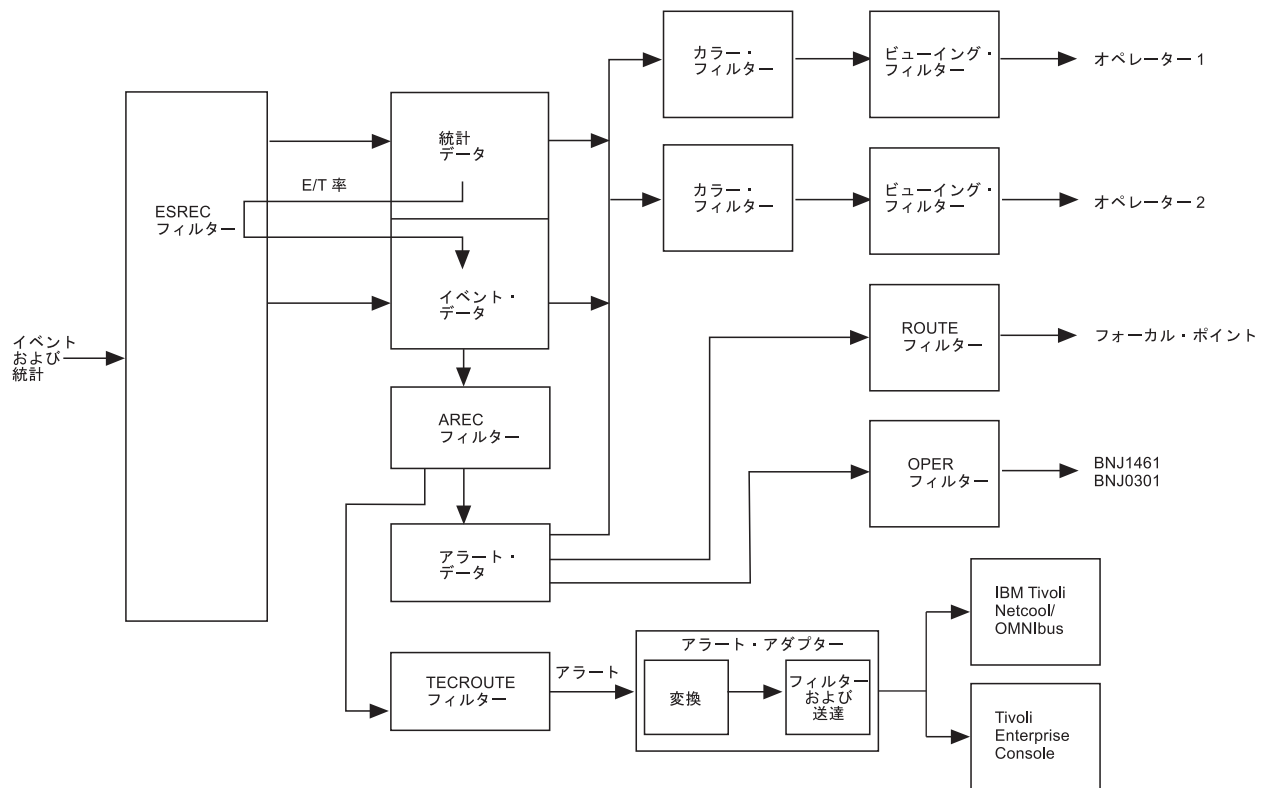 カラー・
フィルター
ビューイング・
フィルター
オペレーター 1
統計
データ
E/T 率
ESREC
フィルター
カラー・
フィルター
ビューイング・
フィルター
オペレーター 2
イベント・
データ
イベント
および
統計
ROUTE
フィルター
フォーカル・ポイント
AREC
フィルター
OPER
フィルター
BNJ1461
BNJ0301
アラート・
データ
IBM Tivoli
Netcool/
OMNIbus
アラート・アダプター
TECROUTE
フィルター
アラート
変換
フィルター
および
送達
Tivoli
Enterprise
Console